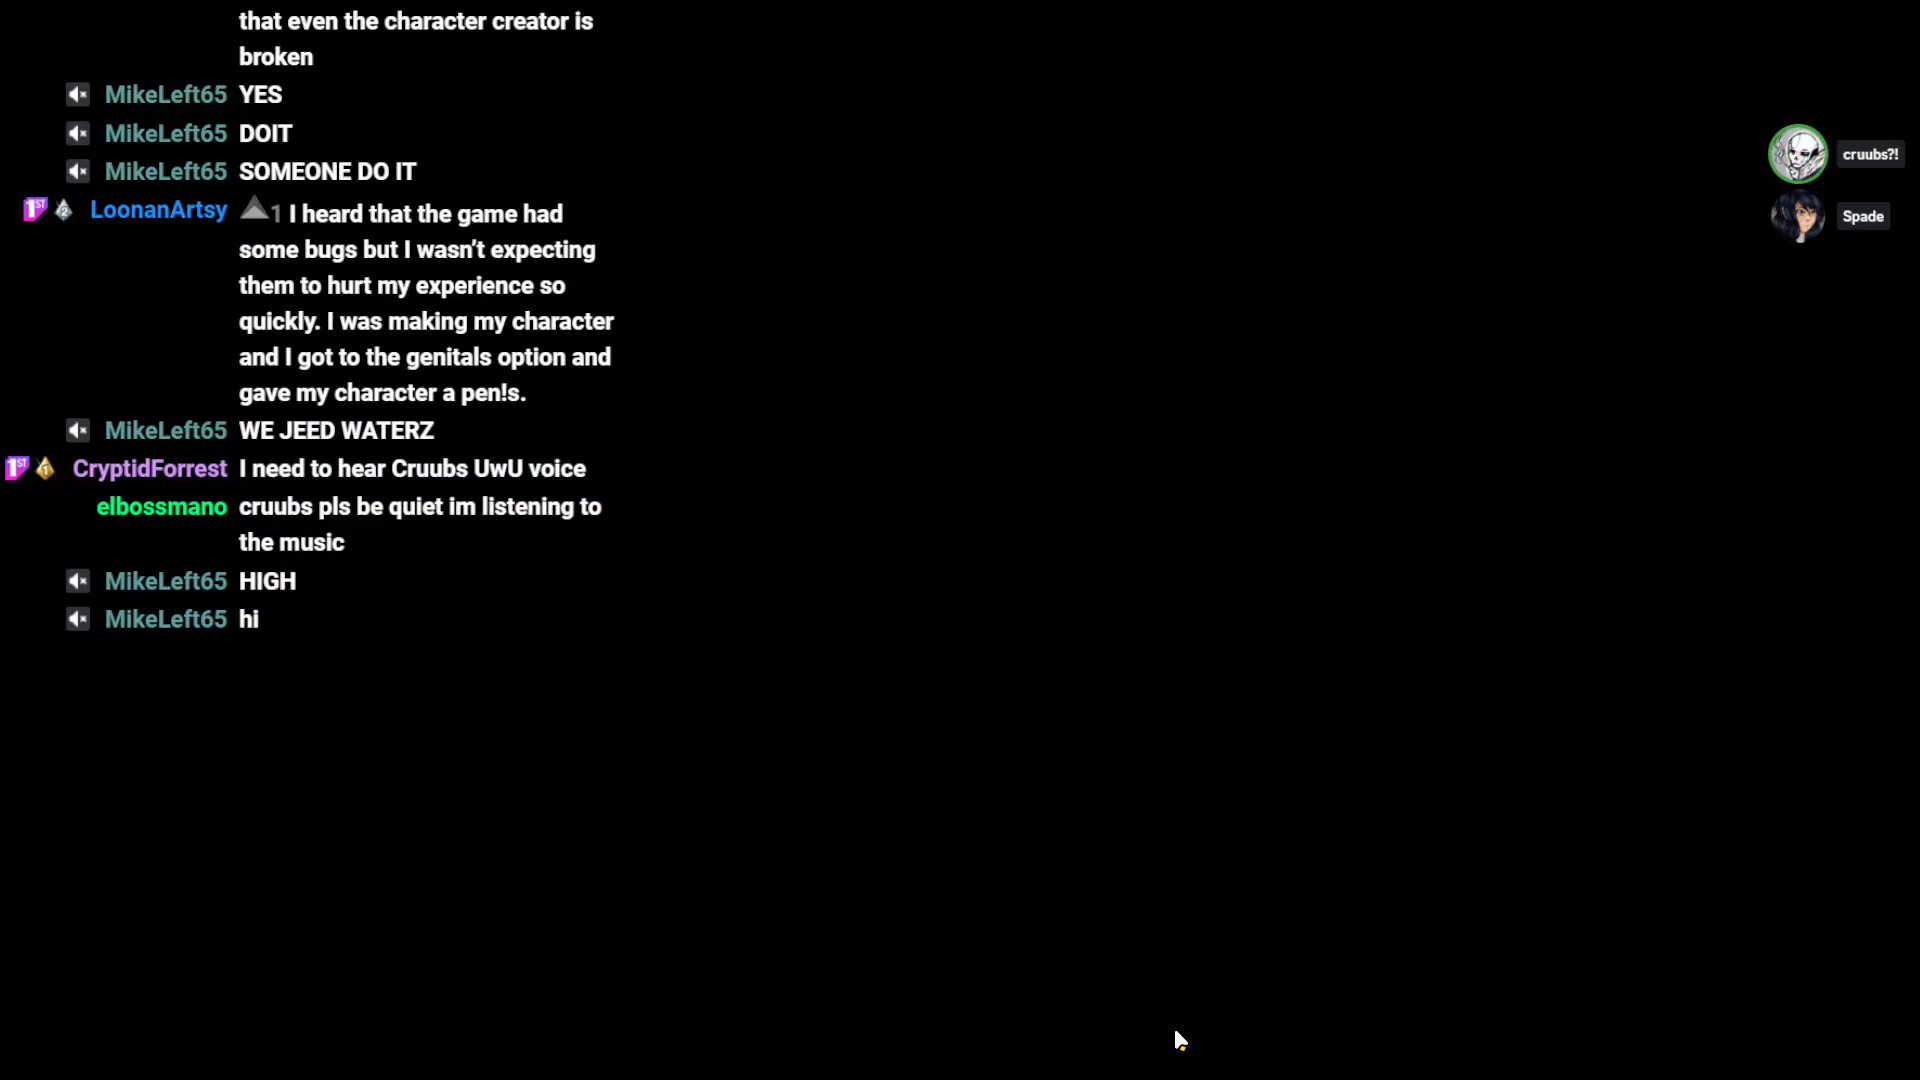 that even the character creator is
broken
MikeLeft65 YES
MikeLeft65 DOIT
cruubs?!
MikeLeft65 SOMEONE DO IT
1ST 2 LoonanArtsy 1 I heard that the game had
Spade
some bugs but I wasn't expecting
them to hurt my experience so
quickly. I was making my character
and I got to the genitals option and
gave my character a pen!s.
MikeLeft65 WE JEED WATERZ
1ST 1 CryptidForrest I need to hear Cruubs UwU voice
elbossmano cruubs pls be quiet im listening to
the music
MikeLeft65 HIGH
MikeLeft65 hi